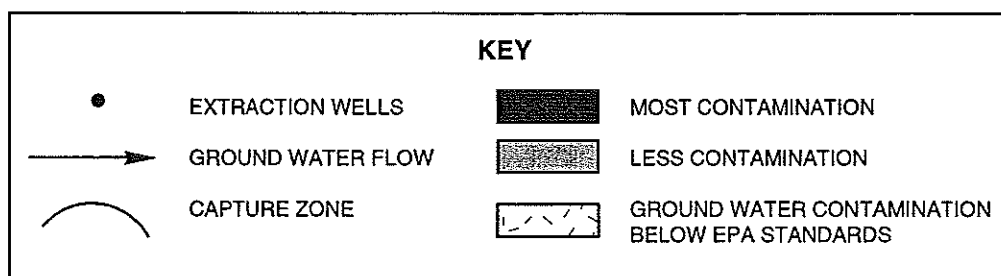 KEY
EXTRACTION WELLS
GROUND WATER FLOW
CAPTURE ZONE
MOST CONTAMINATION
LESS CONTAMINATION
GROUND WATER CONTAMINATION
BELOW EPA STANDARDS